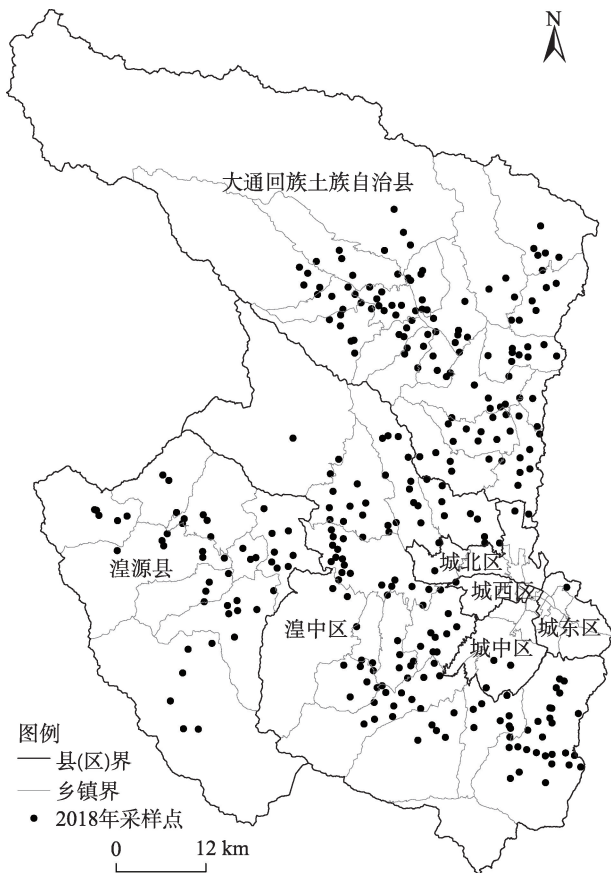 N
大通回族土族自治县
湟源县
城北区
城西区
城东区
湟中区
城中区
图例
县(区)界
乡镇界
2018年采样点
0 12 km